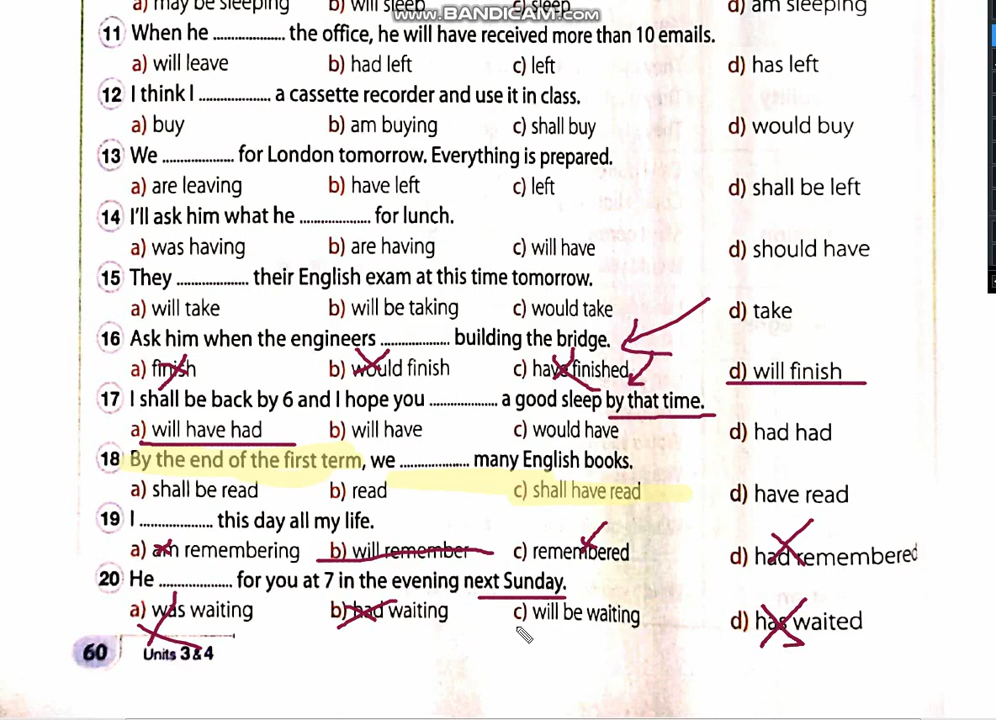 a) may be sleeping b) will sleep c) sleep d) am sleeping
WWW.BANDICAM.COM
11 When he .................... the office, he will have received more than 10 emails.
a) will leave b) had left c) left d) has left
12 I think I .................... a cassette recorder and use it in class.
a) buy b) am buying c) shall buy d) would buy
13 We .................... for London tomorrow. Everything is prepared.
a) are leaving b) have left c) left d) shall be left
14 I'll ask him what he .................... for lunch.
a) was having b) are having c) will have d) should have
15 They .................... their English exam at this time tomorrow.
a) will take b) will be taking c) would take d) take
16 Ask him when the engineers .................... building the bridge.
a) finish b) would finish c) have finished d) will finish
17 I shall be back by 6 and I hope you .................... a good sleep by that time.
a) will have had b) will have c) would have d) had had
18 By the end of the first term, we .................... many English books.
a) shall be read b) read c) shall have read d) have read
19 I .................... this day all my life.
a) am remembering b) will remember c) remembered d) had remembered
20 He .................... for you at 7 in the evening next Sunday.
a) was waiting b) had waiting c) will be waiting d) has waited
60 Units 3 & 4